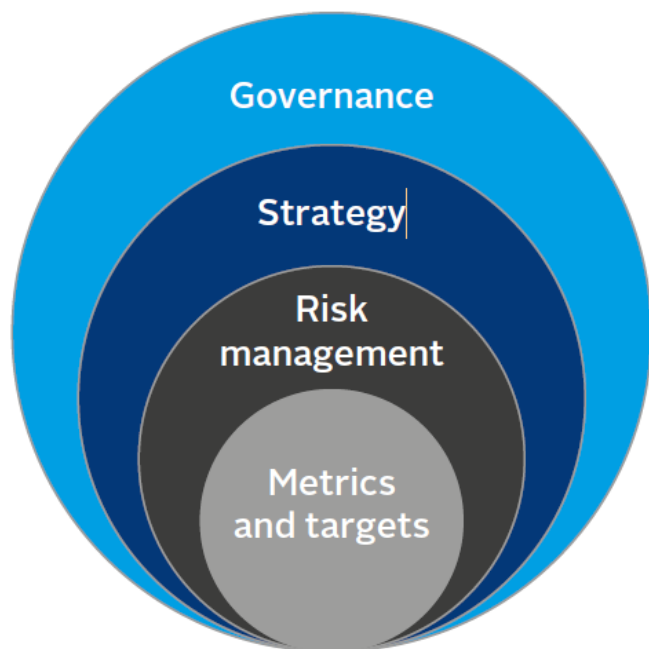 Governance
Strategy
Risk
management
Metrics
and targets